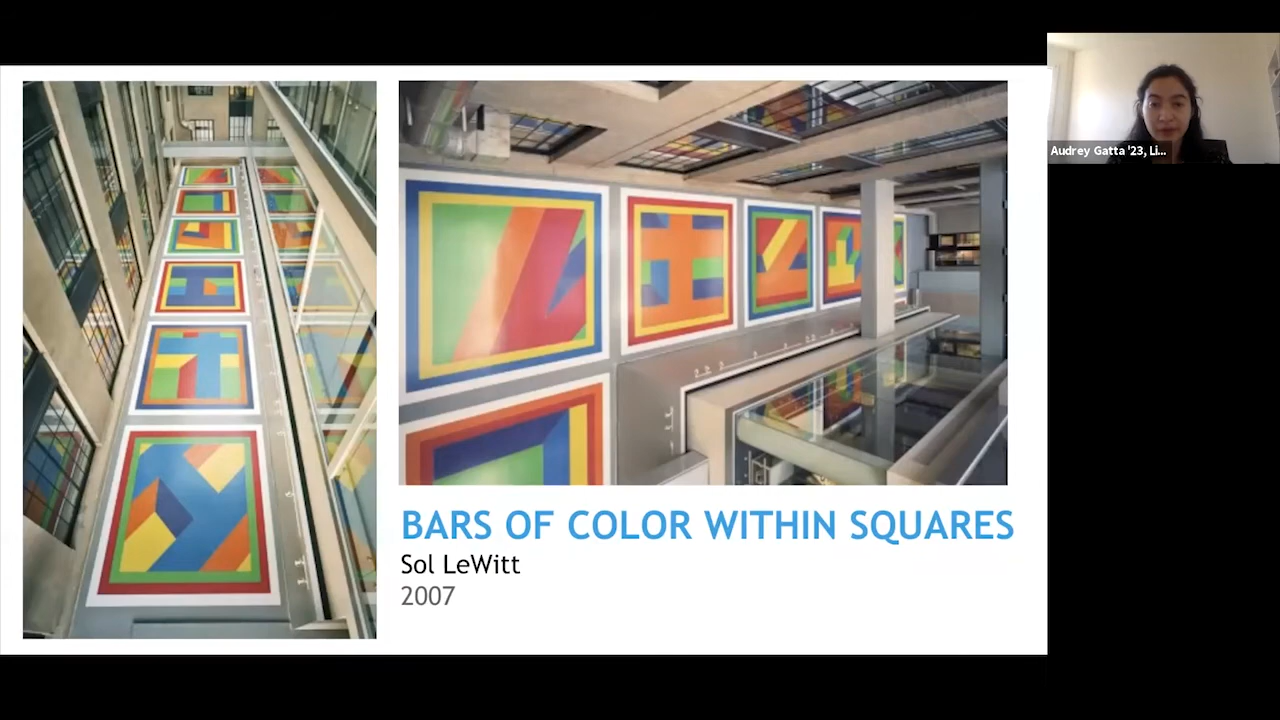 Audrey Gatta '23, Li...
BARS OF COLOR WITHIN SQUARES
Sol LeWitt
2007